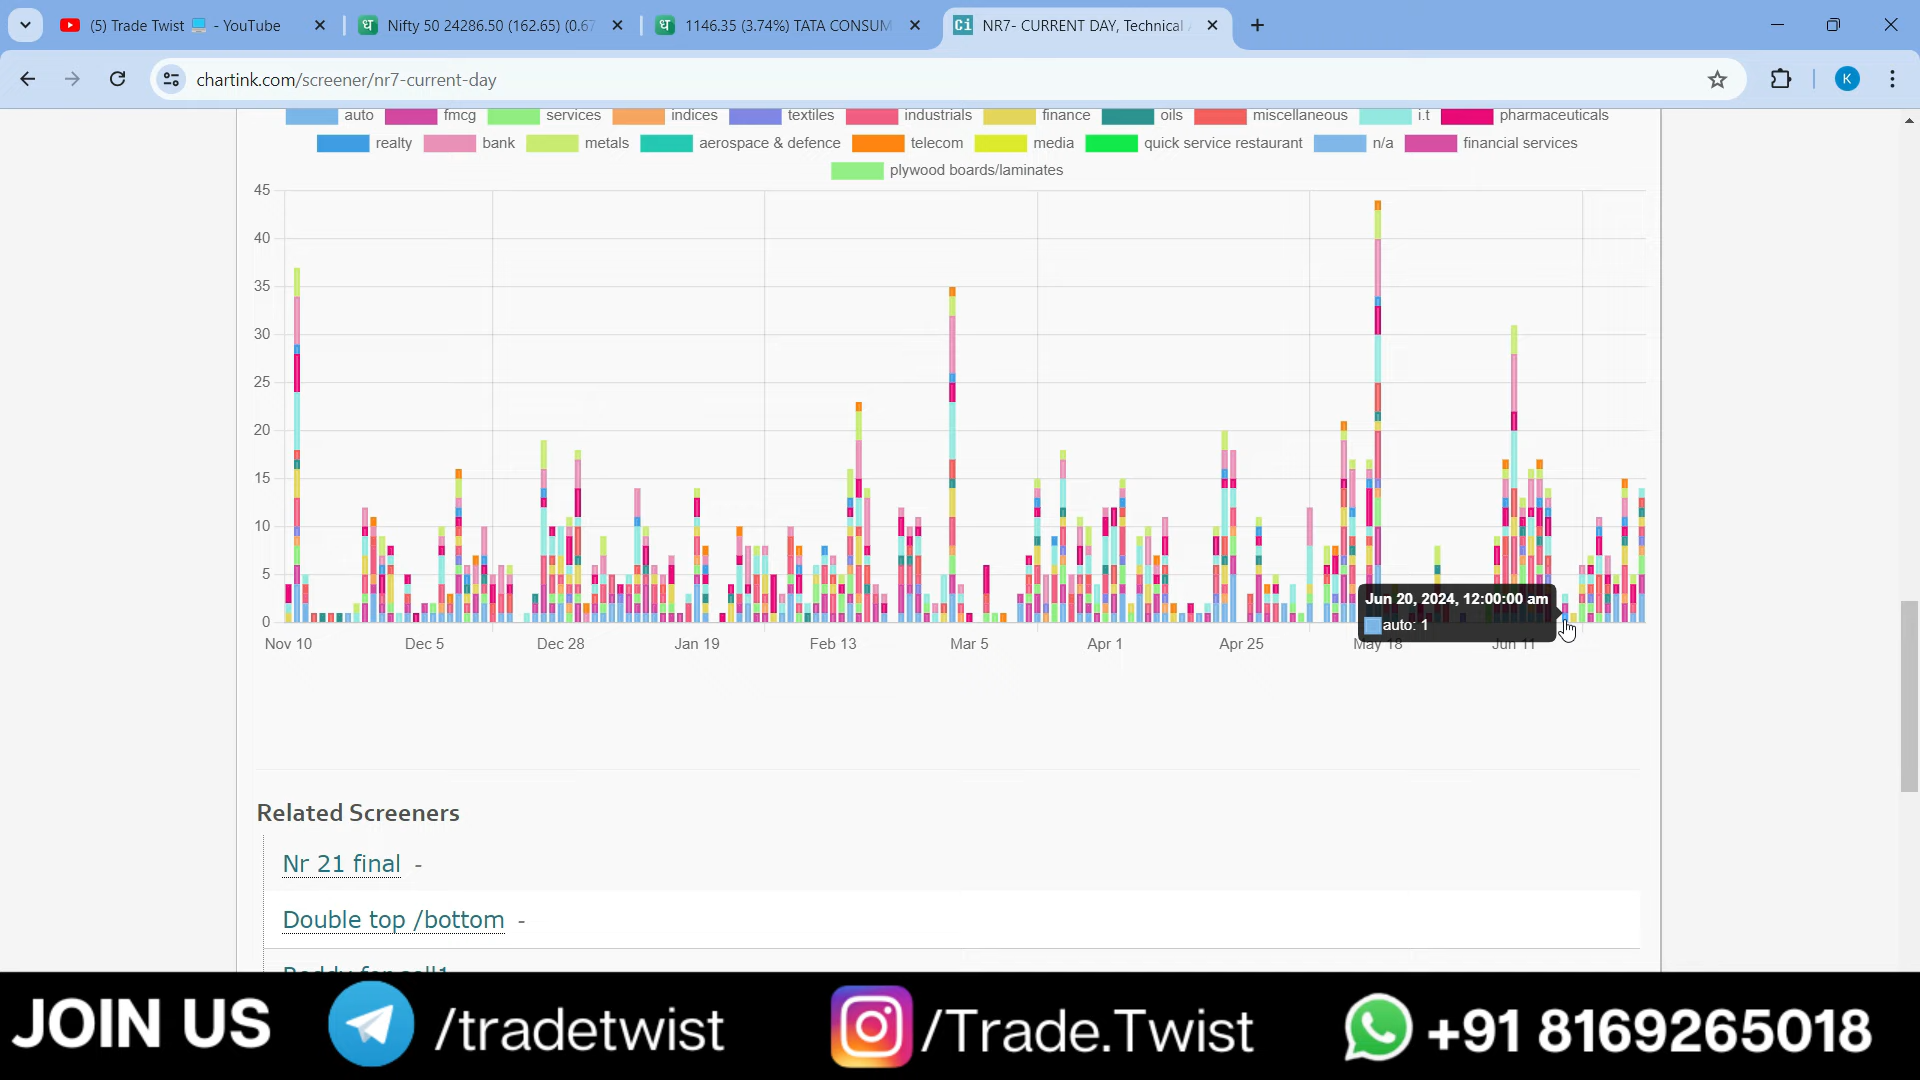 (5) Trade Twist 💻 - YouTube
Nifty 50 24286.50 (162.65) (0.67
1146.35 (3.74%) TATA CONSUM
Ci NR7- CURRENT DAY, Technical
chartink.com/screener/nr7-current-day
K
auto fmcg services indices textiles industrials finance oils miscellaneous i.t pharmaceuticals
realty bank metals aerospace & defence telecom media quick service restaurant n/a financial services
plywood boards/laminates
45
40
35
30
25
20
15
10
5
0
Jun 20, 2024, 12:00:00 am
auto: 1
Nov 10 Dec 5 Dec 28 Jan 19 Feb 13 Mar 5 Apr 1 Apr 25 May 18 Jun 11
Related Screeners
Nr 21 final -
Double top /bottom -
JOIN US /tradetwist /Trade.Twist +91 8169265018